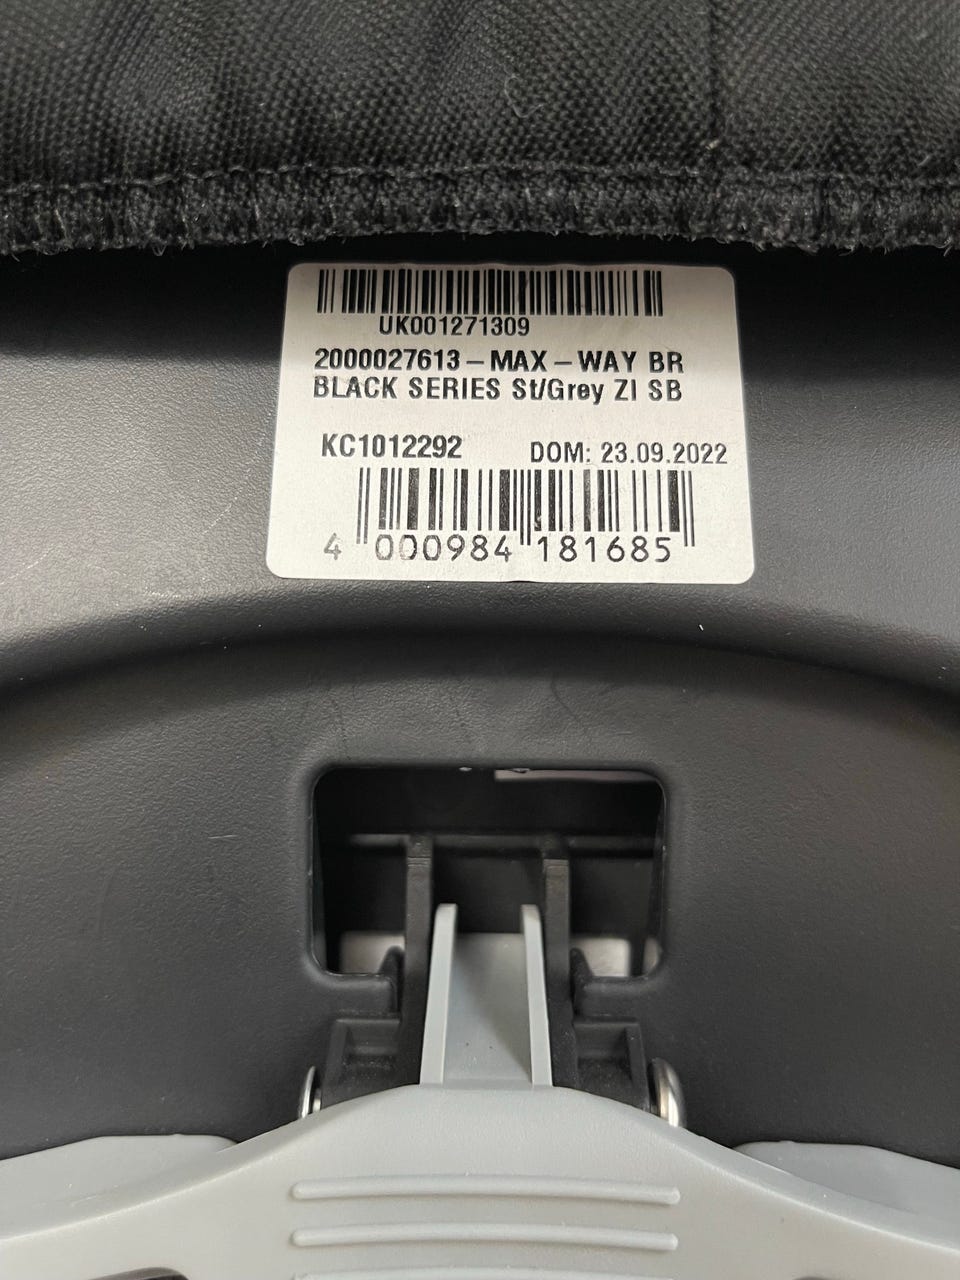 UK001271309
2000027613-MAX-WAY BR
BLACK SERIES St/Grey ZI SB
KC1012292 DOM: 23.09.2022
4 000984 181685